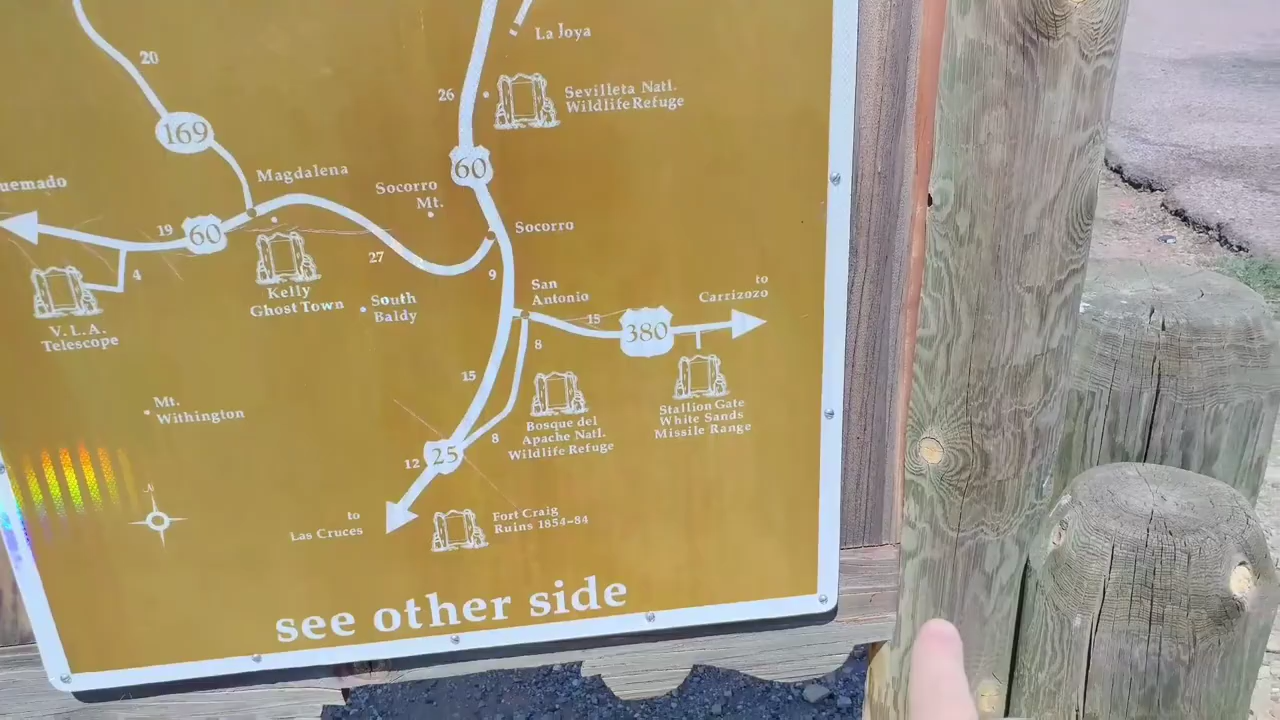 La Joya
20
26
Sevilleta Natl.
Wildlife Refuge
169
60
uemado
Magdalena
Socorro
Mt.
19
60
Socorro
27
9
4
Kelly
Ghost Town
South
Baldy
San
Antonio
to
Carrizozo
15
380
V.L.A.
Telescope
8
15
Mt.
Withington
Bosque del
Apache Natl.
Wildlife Refuge
Stallion Gate
White Sands
Missile Range
8
12
25
N
to
Las Cruces
Fort Craig
Ruins 1854-84
see other side